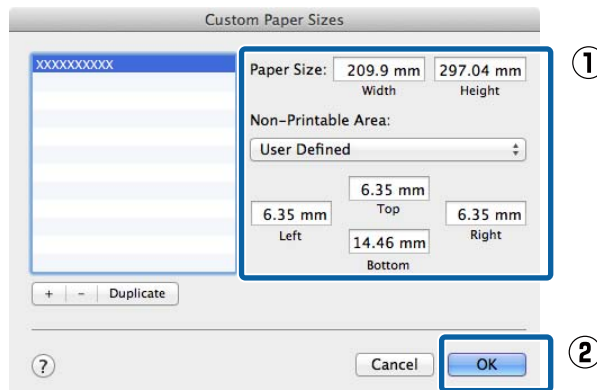 Custom Paper Sizes
XXXXXXXXXX
Paper Size: 209.9 mm 297.04 mm
Width Height
Non-Printable Area:
User Defined
6.35 mm
Top
6.35 mm 6.35 mm
Left Right
14.46 mm
Bottom
+ - Duplicate
? Cancel OK
1
2